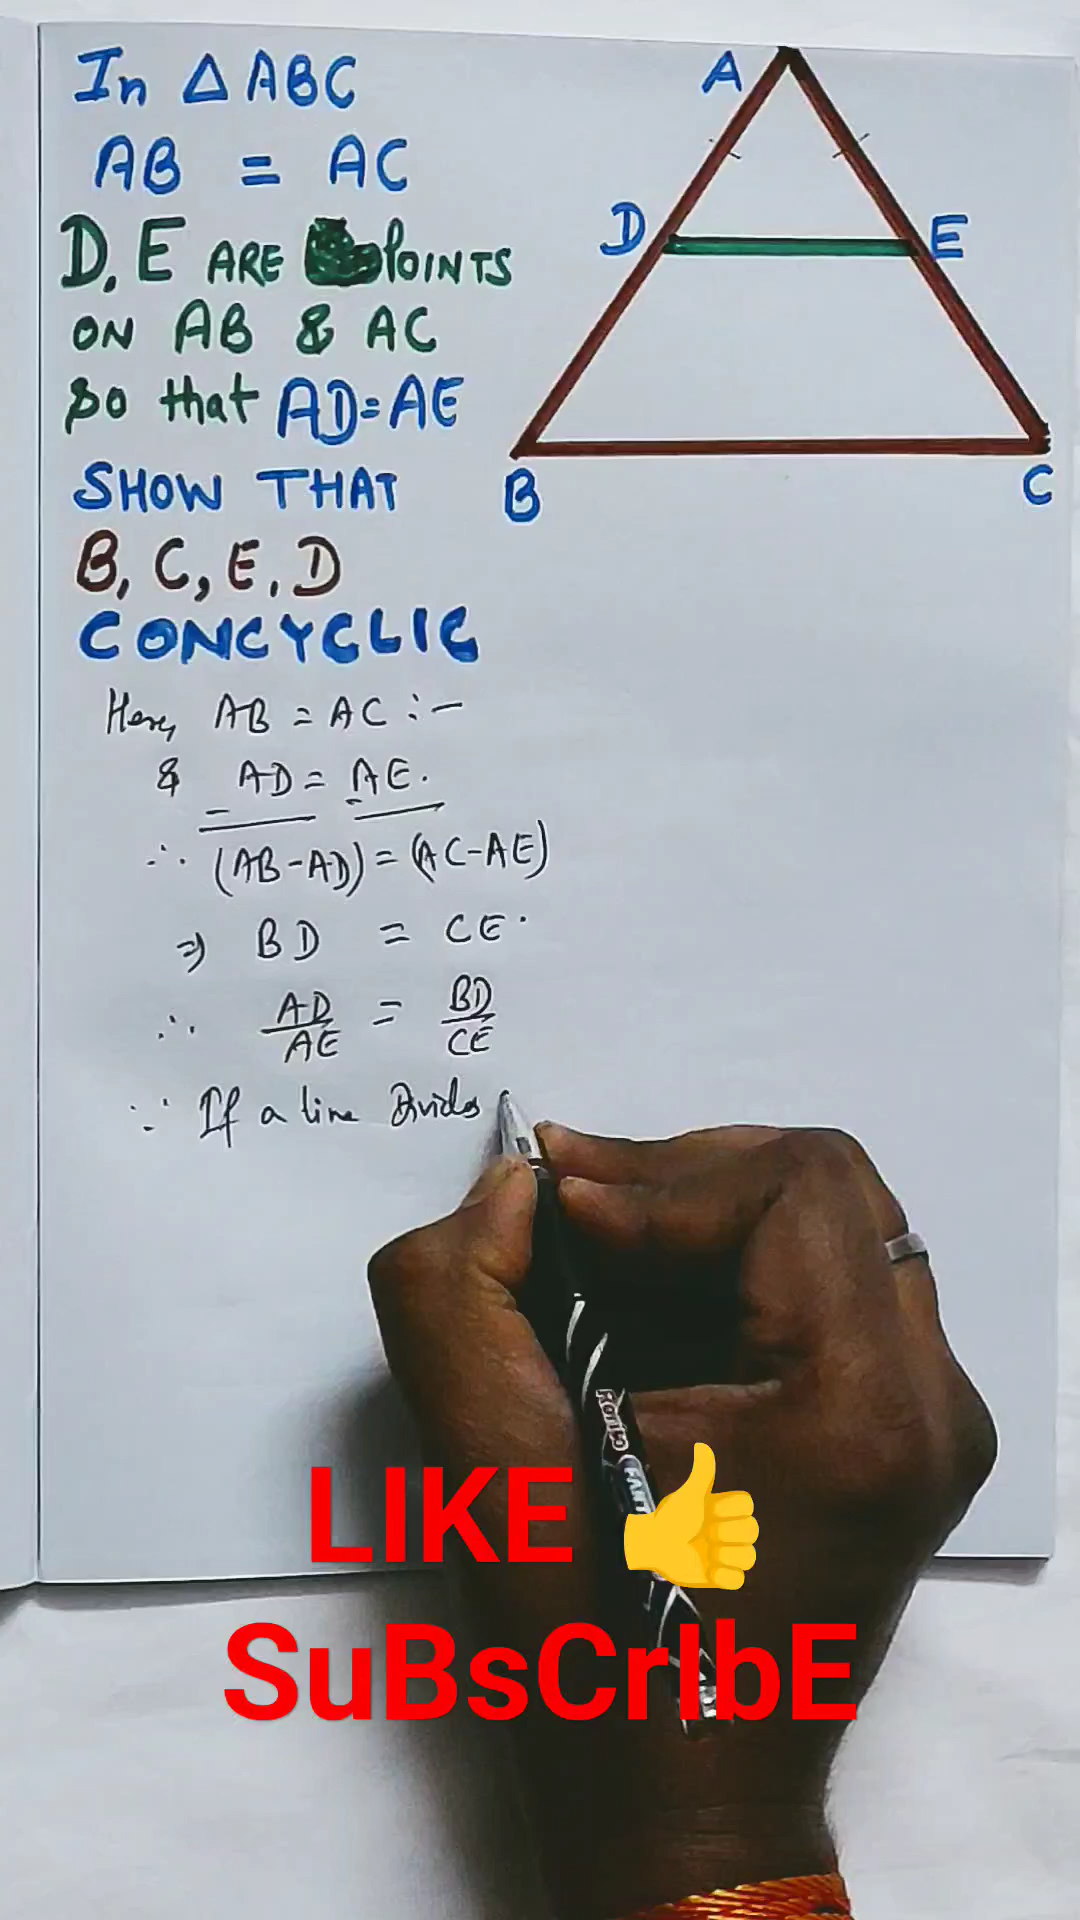 In △ ABC
AB = AC
D, E ARE POINTS
ON AB & AC
so that AD=AE
SHOW THAT
B, C, E, D
CONCYCLIC
A
D
E
B
C
Here, AB = AC :-
& AD = AE.
∴ (AB-AD) = (AC-AE)
⇒ BD = CE.
∴ AD/AE = BD/CE
∵ If a line Divides
LIKE 👍
SuBsCrIbE